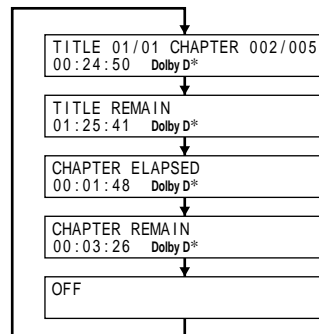 TITLE 01/01 CHAPTER 002/005
00:24:50 Dolby D*
TITLE REMAIN
01:25:41 Dolby D*
CHAPTER ELAPSED
00:01:48 Dolby D*
CHAPTER REMAIN
00:03:26 Dolby D*
OFF